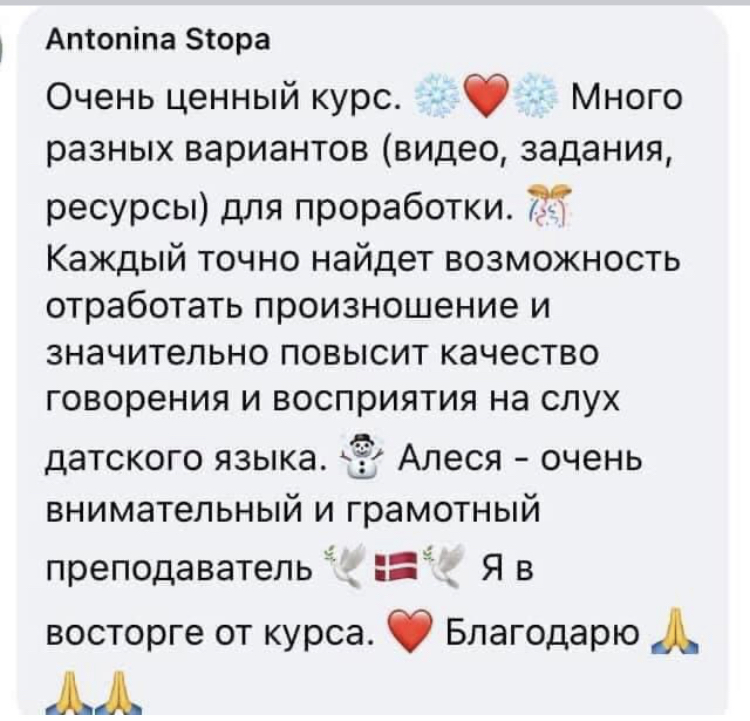 Antonina Stopa
Очень ценный курс. ❄️❤️❄️ Много
разных вариантов (видео, задания,
ресурсы) для проработки. 🎊
Каждый точно найдет возможность
отработать произношение и
значительно повысит качество
говорения и восприятия на слух
датского языка. ☃️ Алеся - очень
внимательный и грамотный
преподаватель 🕊️🇩🇰🕊️ Я в
восторге от курса. ❤️ Благодарю 🙏
🙏🙏